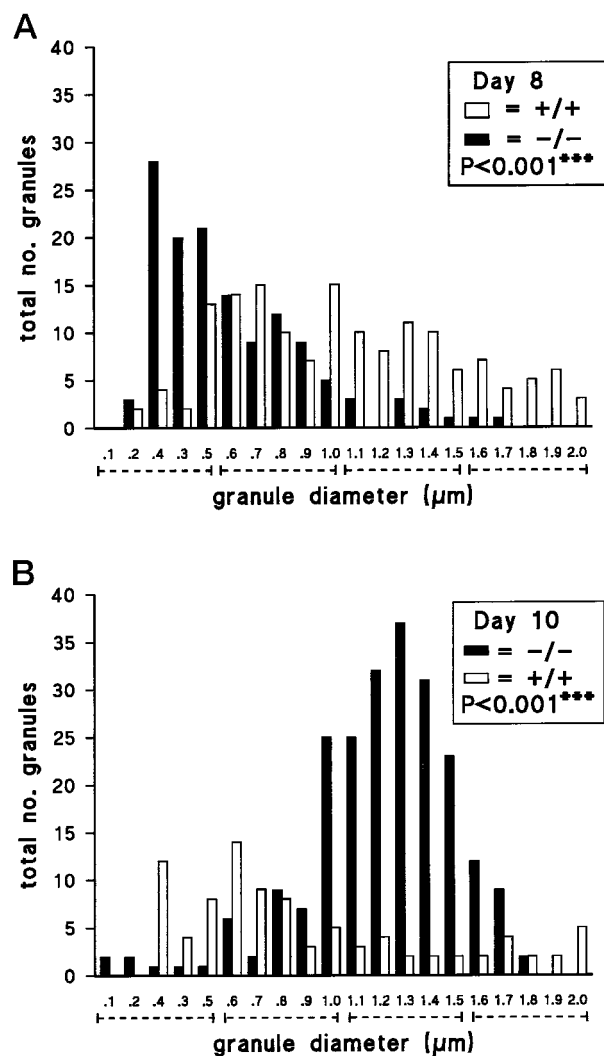 A
40
35
30
25
20
15
10
5
0
total no. granules
Day 8
= +/+
= -/-
P<0.001***
.1 .2 .4 .3 .5 .6 .7 .8 .9 1.0 1.1 1.2 1.3 1.4 1.5 1.6 1.7 1.8 1.9 2.0
granule diameter (µm)
B
40
35
30
25
20
15
10
5
0
total no. granules
Day 10
= -/-
= +/+
P<0.001***
.1 .2 .4 .3 .5 .6 .7 .8 .9 1.0 1.1 1.2 1.3 1.4 1.5 1.6 1.7 1.8 1.9 2.0
granule diameter (µm)